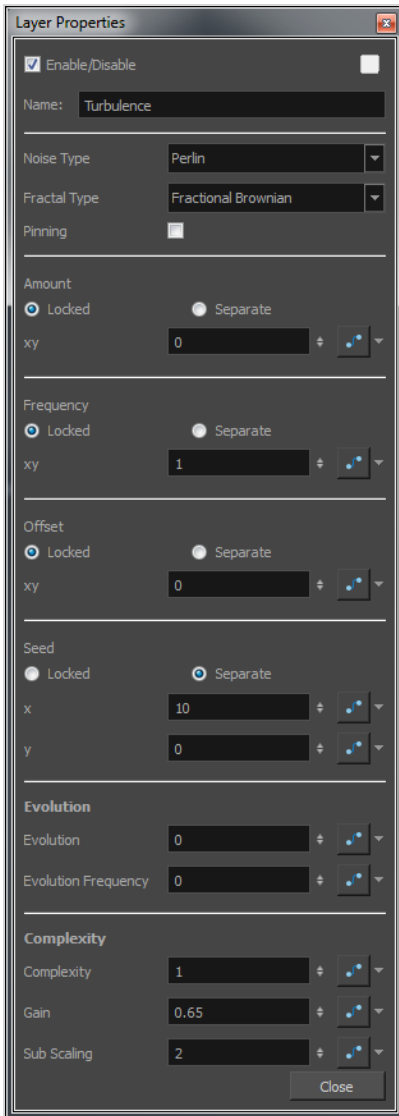 Layer Properties
Enable/Disable
Name: Turbulence
Noise Type Perlin
Fractal Type Fractional Brownian
Pinning
Amount
Locked Separate
xy 0
Frequency
Locked Separate
xy 1
Offset
Locked Separate
xy 0
Seed
Locked Separate
x 10
y 0
Evolution
Evolution 0
Evolution Frequency 0
Complexity
Complexity 1
Gain 0.65
Sub Scaling 2
Close